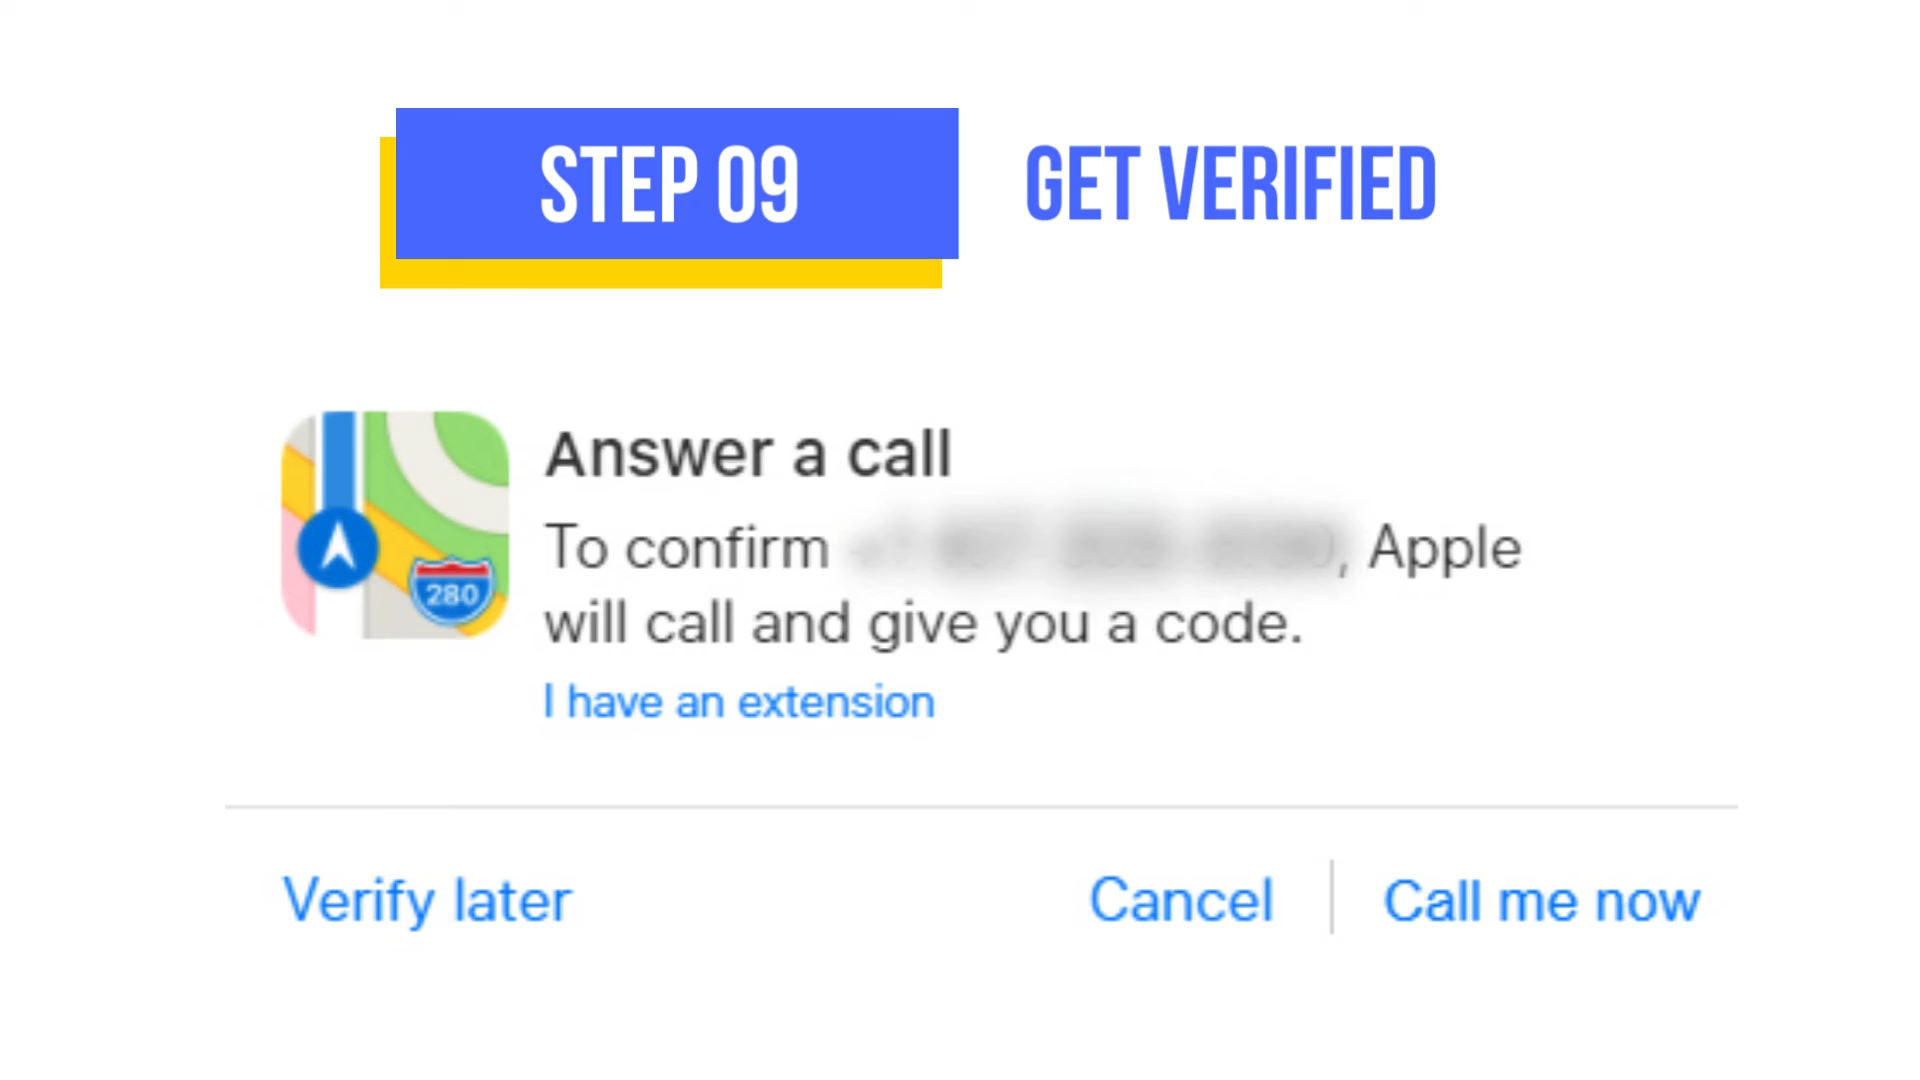 STEP 09
GET VERIFIED
Answer a call
To confirm , Apple
will call and give you a code.
I have an extension
280
Verify later
Cancel
Call me now